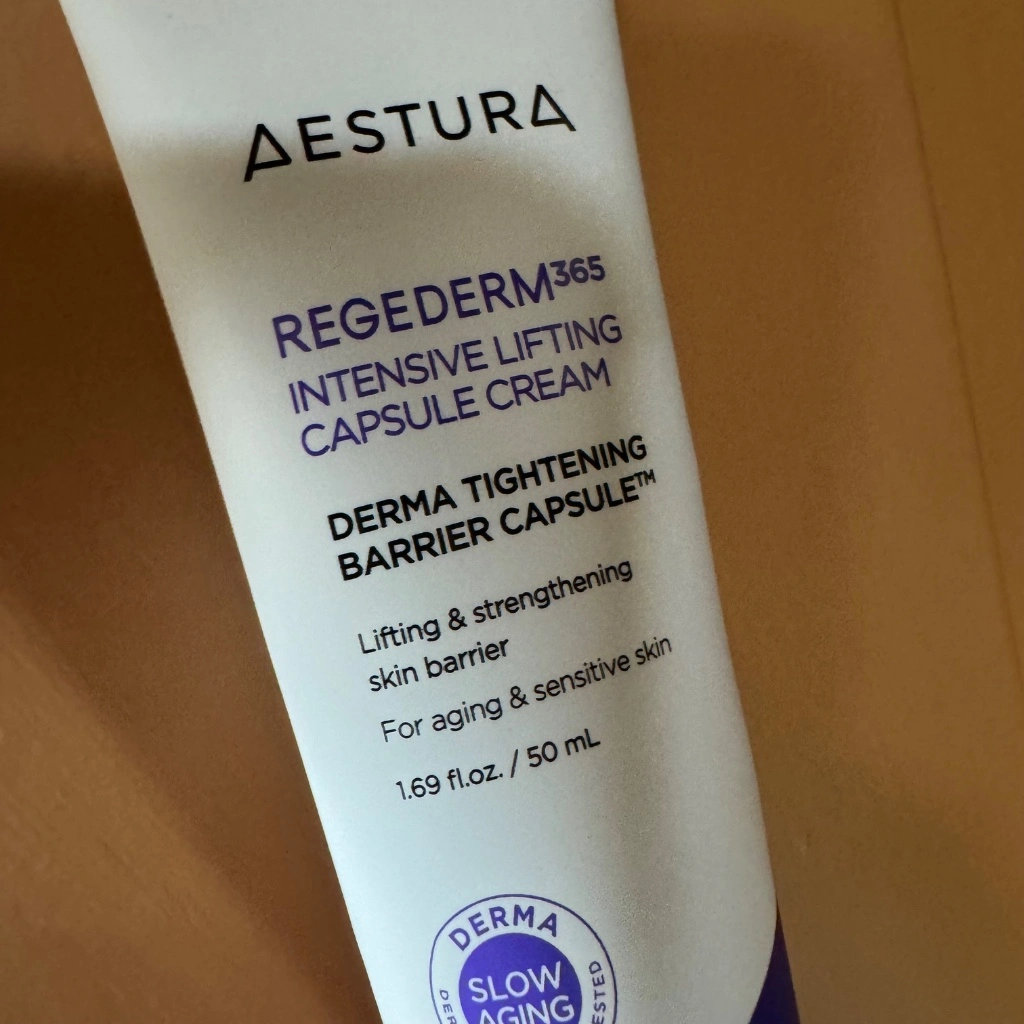 AESTURA
REGEDERM³⁶⁵
INTENSIVE LIFTING
CAPSULE CREAM
DERMA TIGHTENING
BARRIER CAPSULE™
Lifting & strengthening
skin barrier
For aging & sensitive skin
1.69 fl.oz. / 50 mL
DERMA
SLOW
AGING